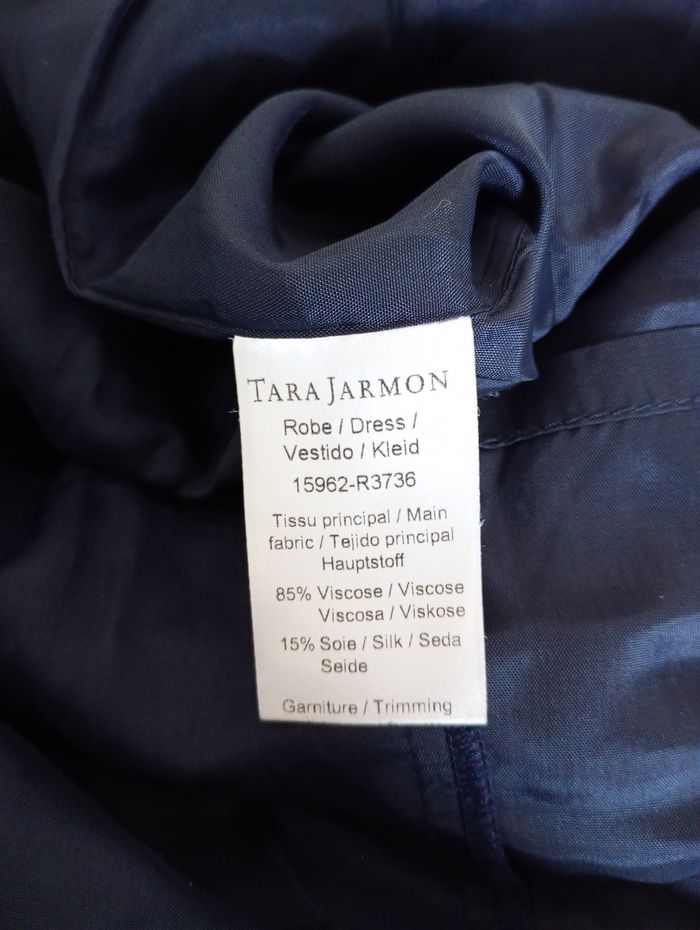 TARA JARMON
Robe / Dress /
Vestido / Kleid
15962-R3736
Tissu principal / Main
fabric / Tejido principal
Hauptstoff
85% Viscose / Viscose
Viscosa / Viskose
15% Soie / Silk / Seda
Seide
Garniture / Trimming